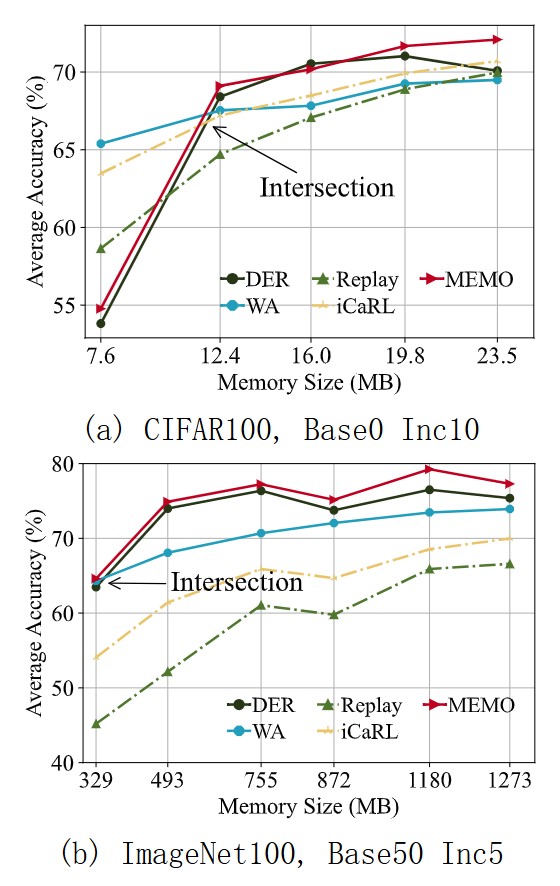 70
65
60
55
Average Accuracy (%)
Intersection
DER Replay MEMO
WA iCaRL
7.6 12.4 16.0 19.8 23.5
Memory Size (MB)
(a) CIFAR100, Base0 Inc10
80
70
60
50
40
Average Accuracy (%)
Intersection
DER Replay MEMO
WA iCaRL
329 493 755 872 1180 1273
Memory Size (MB)
(b) ImageNet100, Base50 Inc5